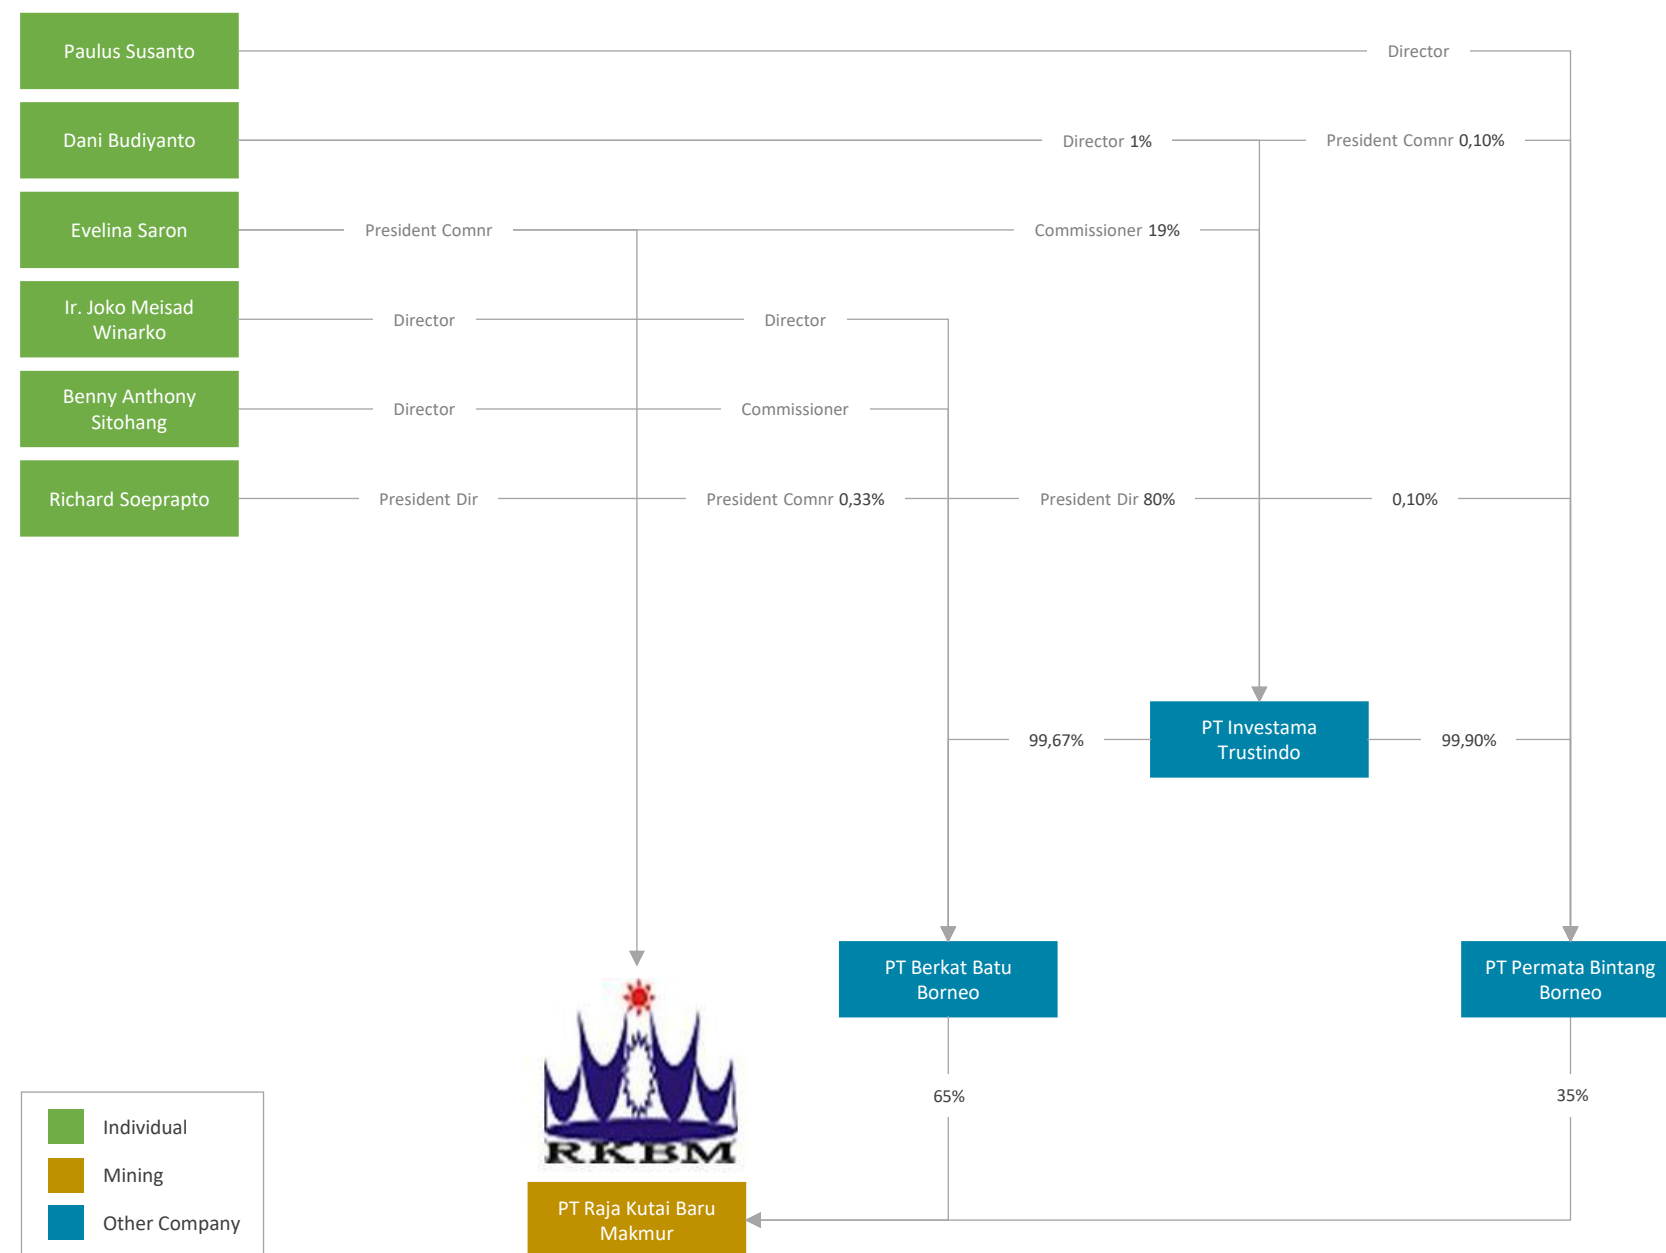 Paulus Susanto
Director
Dani Budiyanto
Director 1%
President Comnr 0,10%
Evelina Saron
President Comnr
Commissioner 19%
Ir. Joko Meisad
Winarko
Director
Director
Benny Anthony
Sitohang
Director
Commissioner
Richard Soeprapto
President Dir
President Comnr 0,33%
President Dir 80%
0,10%
99,67%
PT Investama
Trustindo
99,90%
PT Berkat Batu
Borneo
PT Permata Bintang
Borneo
65%
35%
RKBM
PT Raja Kutai Baru
Makmur
Individual
Mining
Other Company